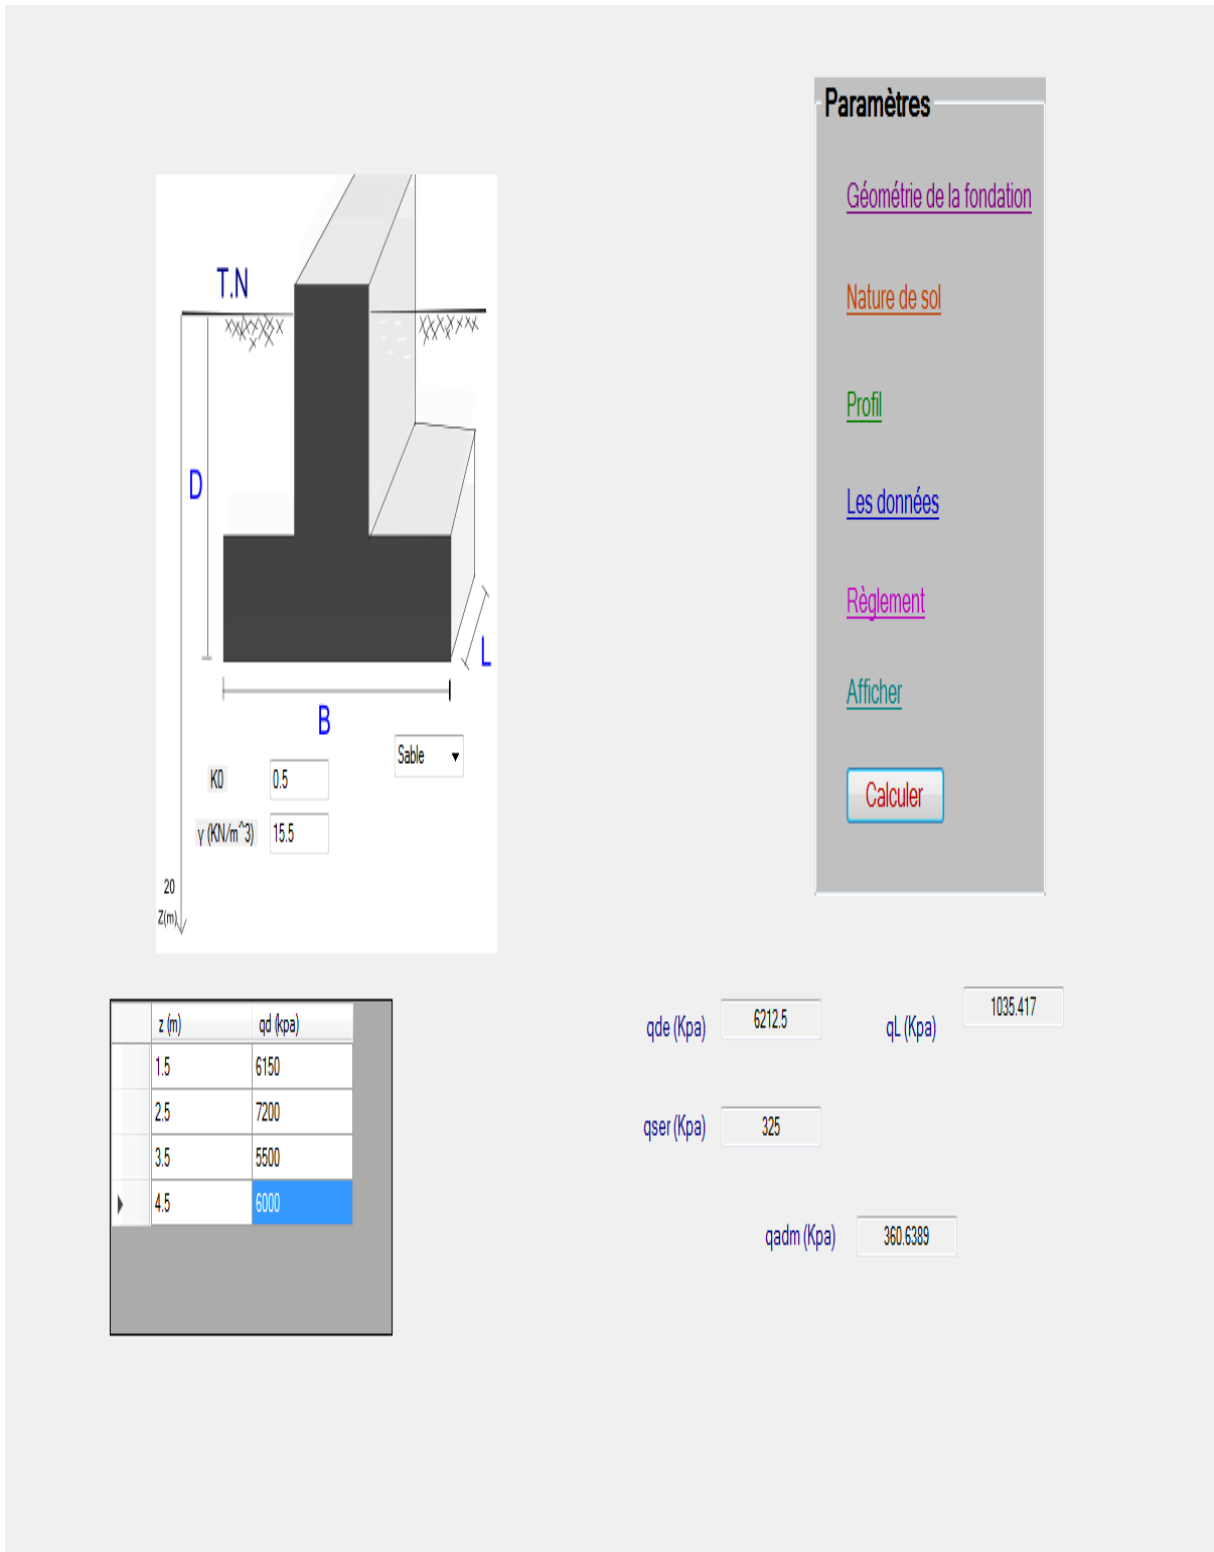 Paramètres
Géométrie de la fondation
Nature de sol
Profil
Les données
Règlement
Afficher
Calculer
T.N
D
L
B
Sable
K0 0.5
γ (KN/m^3) 15.5
20
Z(m)
z (m) qd (kpa)
1.5 6150
2.5 7200
3.5 5500
4.5 6000
qde (Kpa) 6212.5 qL (Kpa) 1035.417
qser (Kpa) 325
qadm (Kpa) 360.6389